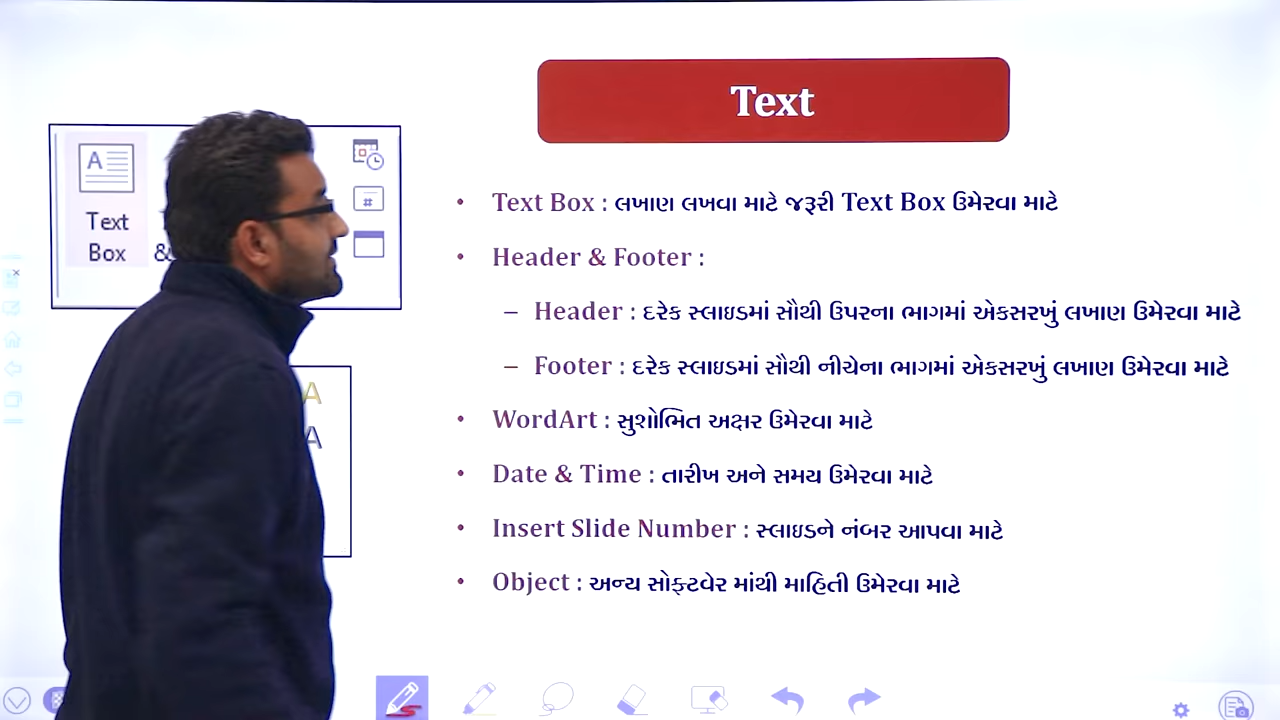 Text
Text
Box
&
A
A
• Text Box : લખાણ લખવા માટે જરૂરી Text Box ઉમેરવા માટે
• Header & Footer :
– Header : દરેક સ્લાઇડમાં સૌથી ઉપરના ભાગમાં એકસરખું લખાણ ઉમેરવા માટે
– Footer : દરેક સ્લાઇડમાં સૌથી નીચેના ભાગમાં એકસરખું લખાણ ઉમેરવા માટે
• WordArt : સુશોભિત અક્ષર ઉમેરવા માટે
• Date & Time : તારીખ અને સમય ઉમેરવા માટે
• Insert Slide Number : સ્લાઇડને નંબર આપવા માટે
• Object : અન્ય સોફ્ટવેર માંથી માહિતી ઉમેરવા માટે